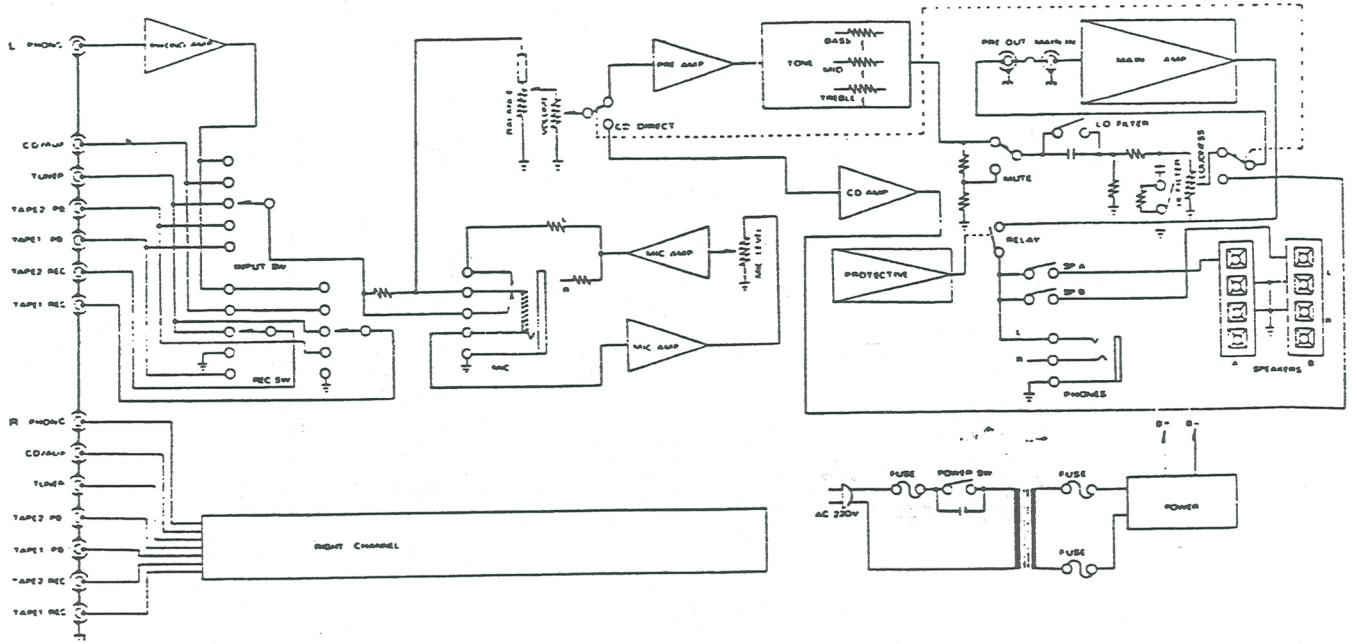 L PHONO
CD/AUX
TUNER
TAPE2 PB
TAPE1 PB
TAPE2 REC
TAPE1 REC
INPUT SW
REC SW
BALANCE
VOLUME
CD DIRECT
PRE AMP
TONE
BASS
MID
TREBLE
PRE OUT
MAIN IN
MAIN AMP
LO FILTER
LOUDNESS
FILTER
MUTE
CD AMP
L
R
MIC AMP
MIC LEVEL
MIC AMP
MIC
PROTECTIVE
RELAY
SP A
SP B
L
R
PHONES
L
R
A
B
SPEAKERS
R PHONO
CD/AUX
TUNER
TAPE2 PB
TAPE1 PB
TAPE2 REC
TAPE1 REC
RIGHT CHANNEL
AC 220V
FUSE
POWER SW
FUSE
FUSE
POWER